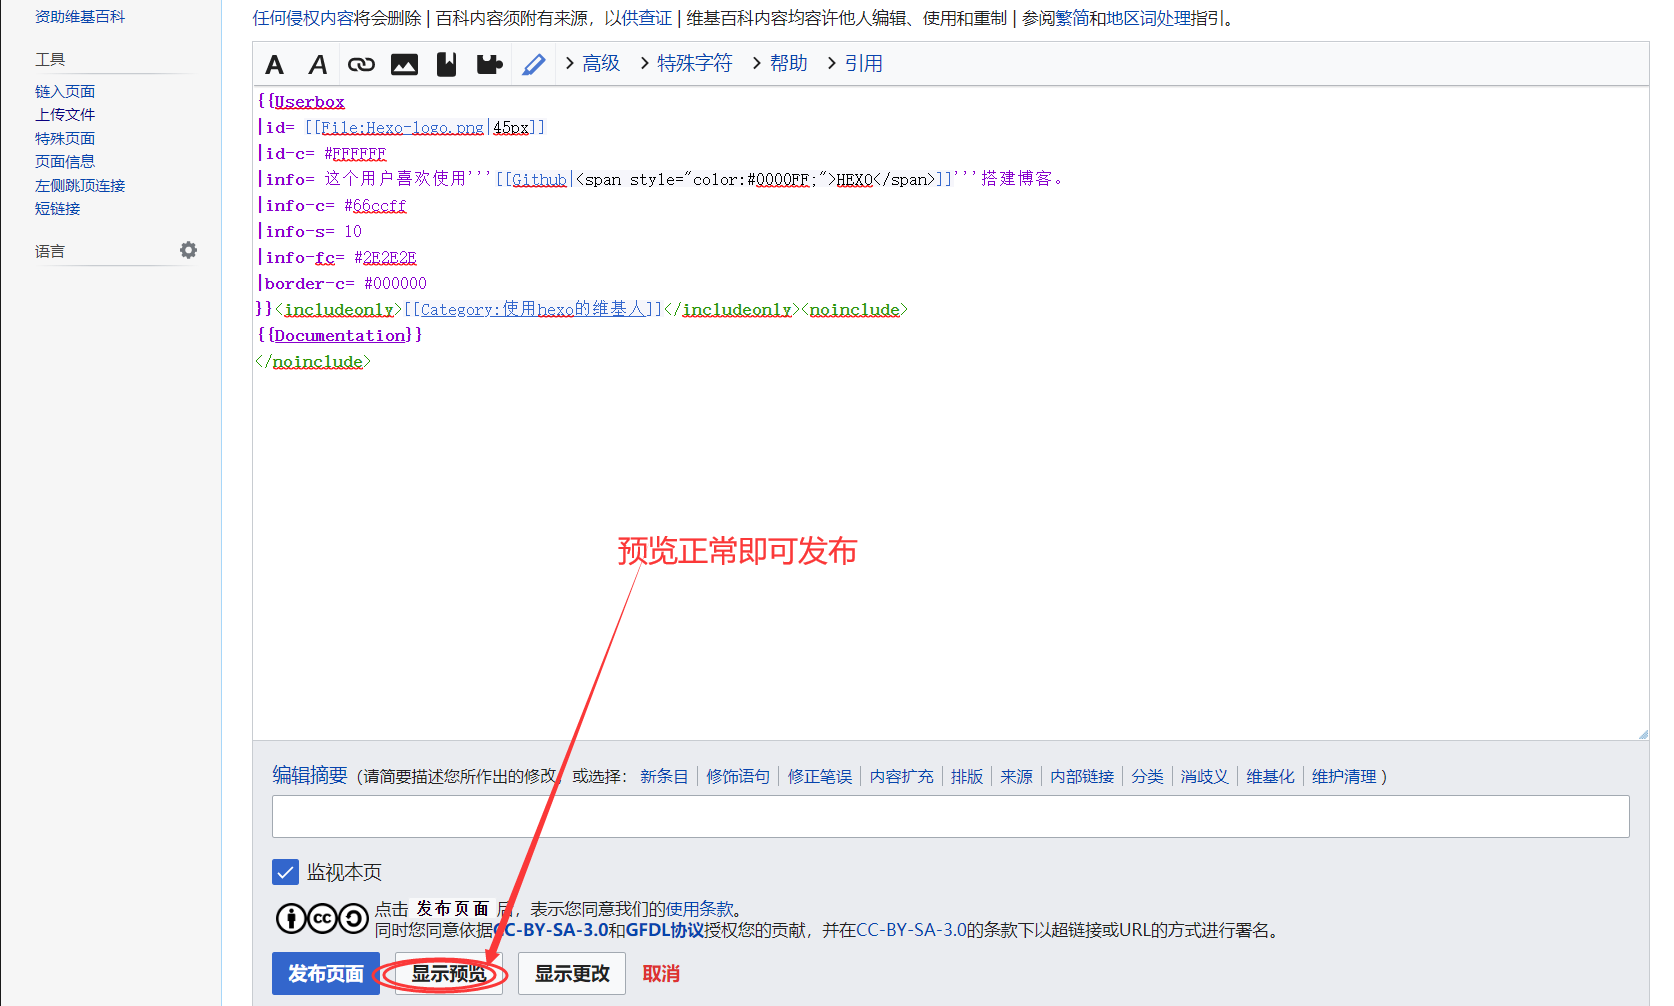 资助维基百科
工具
链入页面
上传文件
特殊页面
页面信息
左侧跳顶连接
短链接
语言
任何侵权内容将会删除 | 百科内容须附有来源，以供查证 | 维基百科内容均容许他人编辑、使用和重制 | 参阅繁简和地区词处理指引。
A A 高级 特殊字符 帮助 引用
{{Userbox
|id= [[File:Hexo-logo.png|45px]]
|id-c= #FFFFFF
|info= 这个用户喜欢使用'''[[Github|<span style="color:#0000FF;">HEXO</span>]]'''搭建博客。
|info-c= #66ccff
|info-s= 10
|info-fc= #2E2E2E
|border-c= #000000
}}<includeonly>[[Category:使用hexo的维基人]]</includeonly><noinclude>
{{Documentation}}
</noinclude>
预览正常即可发布
编辑摘要（请简要描述您所作出的修改，或选择： 新条目 | 修饰语句 | 修正笔误 | 内容扩充 | 排版 | 来源 | 内部链接 | 分类 | 消歧义 | 维基化 | 维护清理 ）
监视本页
点击 发布页面 后，表示您同意我们的使用条款。
同时您同意依据CC-BY-SA-3.0和GFDL协议授权您的贡献，并在CC-BY-SA-3.0的条款下以超链接或URL的方式进行署名。
发布页面 显示预览 显示更改 取消